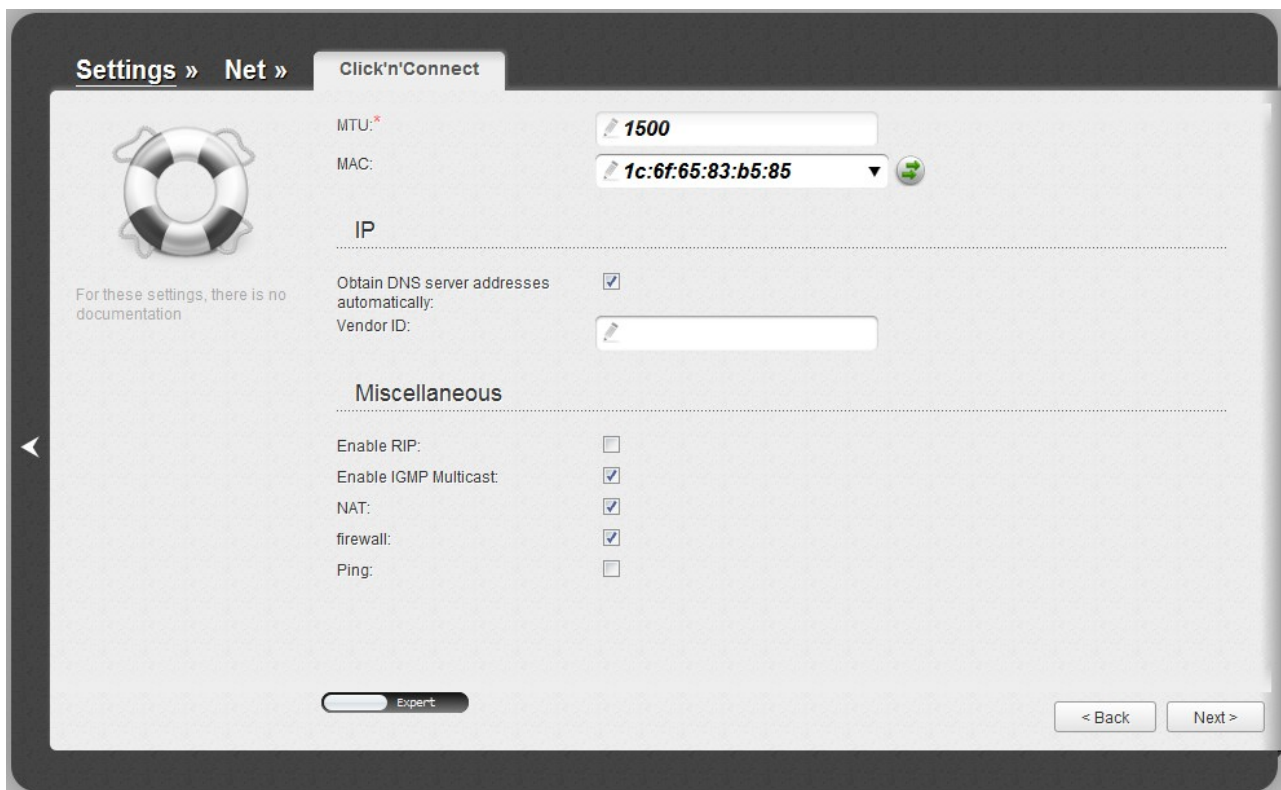 Settings » Net » Click'n'Connect
MTU:* 1500
MAC: 1c:6f:65:83:b5:85
IP
For these settings, there is no
documentation
Obtain DNS server addresses
automatically:
Vendor ID:
Miscellaneous
Enable RIP:
Enable IGMP Multicast:
NAT:
firewall:
Ping:
Expert
< Back Next >